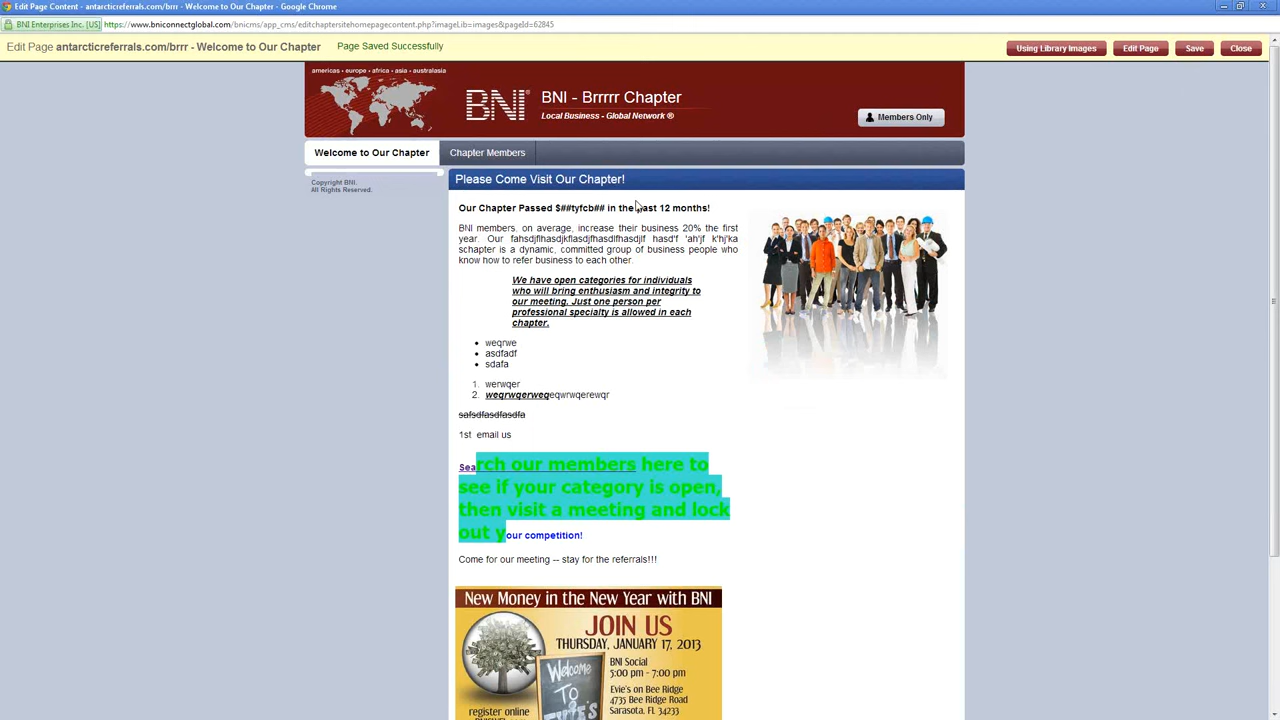 Edit Page Content - antarcticreferrals.com/brrr - Welcome to Our Chapter - Google Chrome
BNI Enterprises Inc. [US] https://www.bniconnectglobal.com/bnicms/app_cms/editchaptersitehomepagecontent.php?imageLib=images&pageId=62845
Edit Page antarcticreferrals.com/brrr - Welcome to Our Chapter Page Saved Successfully Using Library Images Edit Page Save Close
americas • europe • africa • asia • australasia
BNI® BNI - Brrrrr Chapter
Local Business - Global Network ®
Members Only
Welcome to Our Chapter Chapter Members
Copyright BNI.
All Rights Reserved.
Please Come Visit Our Chapter!
Our Chapter Passed $##tyfcb## in the last 12 months!
BNI members, on average, increase their business 20% the first
year. Our fahsdjflhasdjkflasdjfhasdlfhasdjlf hasd'f 'ah'jf k'hj'ka
schapter is a dynamic, committed group of business people who
know how to refer business to each other.
We have open categories for individuals
who will bring enthusiasm and integrity to
our meeting. Just one person per
professional specialty is allowed in each
chapter.
• weqrwe
• asdfadf
• sdafa
1. werwqer
2. weqrwqerweqeqwrwqerewqr
safsdfasdfasdfa
1st email us
Search our members here to
see if your category is open,
then visit a meeting and lock
out your competition!
Come for our meeting -- stay for the referrals!!!
New Money in the New Year with BNI
JOIN US
THURSDAY, JANUARY 17, 2013
BNI Social
5:00 pm - 7:00 pm
Evie's on Bee Ridge
4735 Bee Ridge Road
Sarasota, FL 34233
Welcome
To
register online